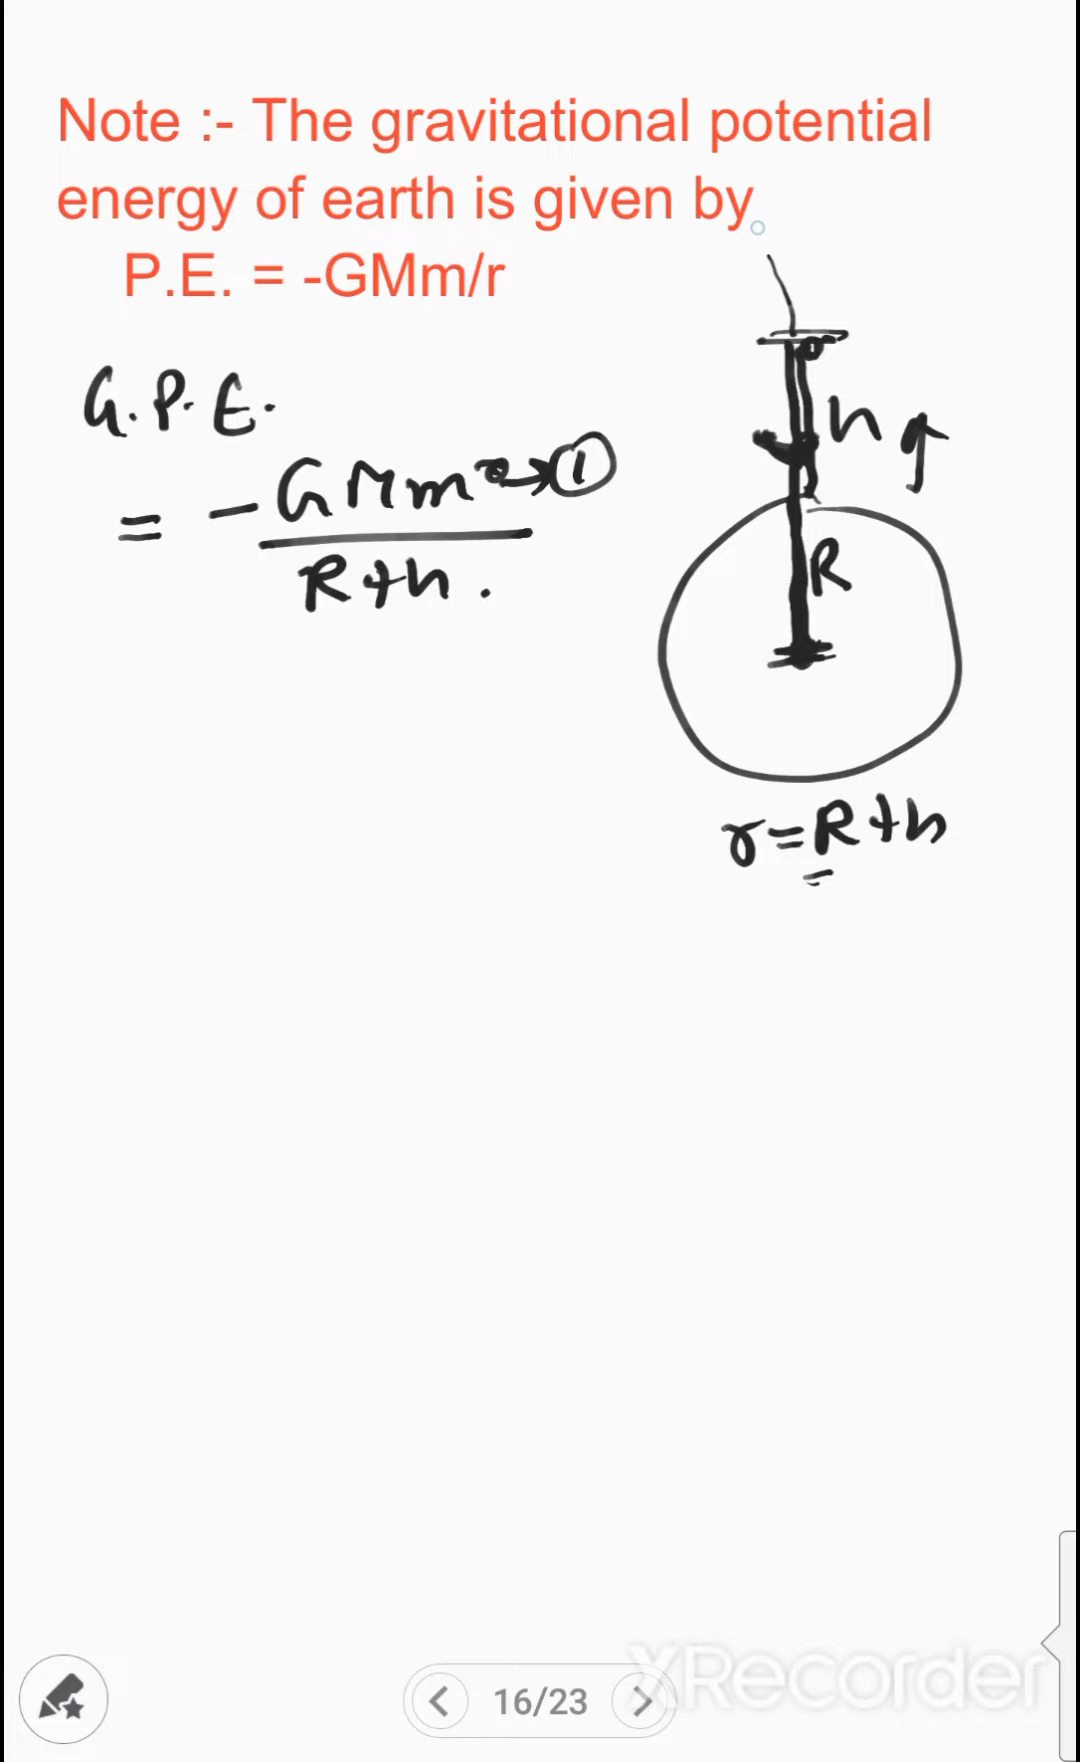 Note :- The gravitational potential
energy of earth is given by
P.E. = -GMm/r
G.P.E.
= -GMm → ①
R+h.
h
R
r=R+h
16/23
XRecorder